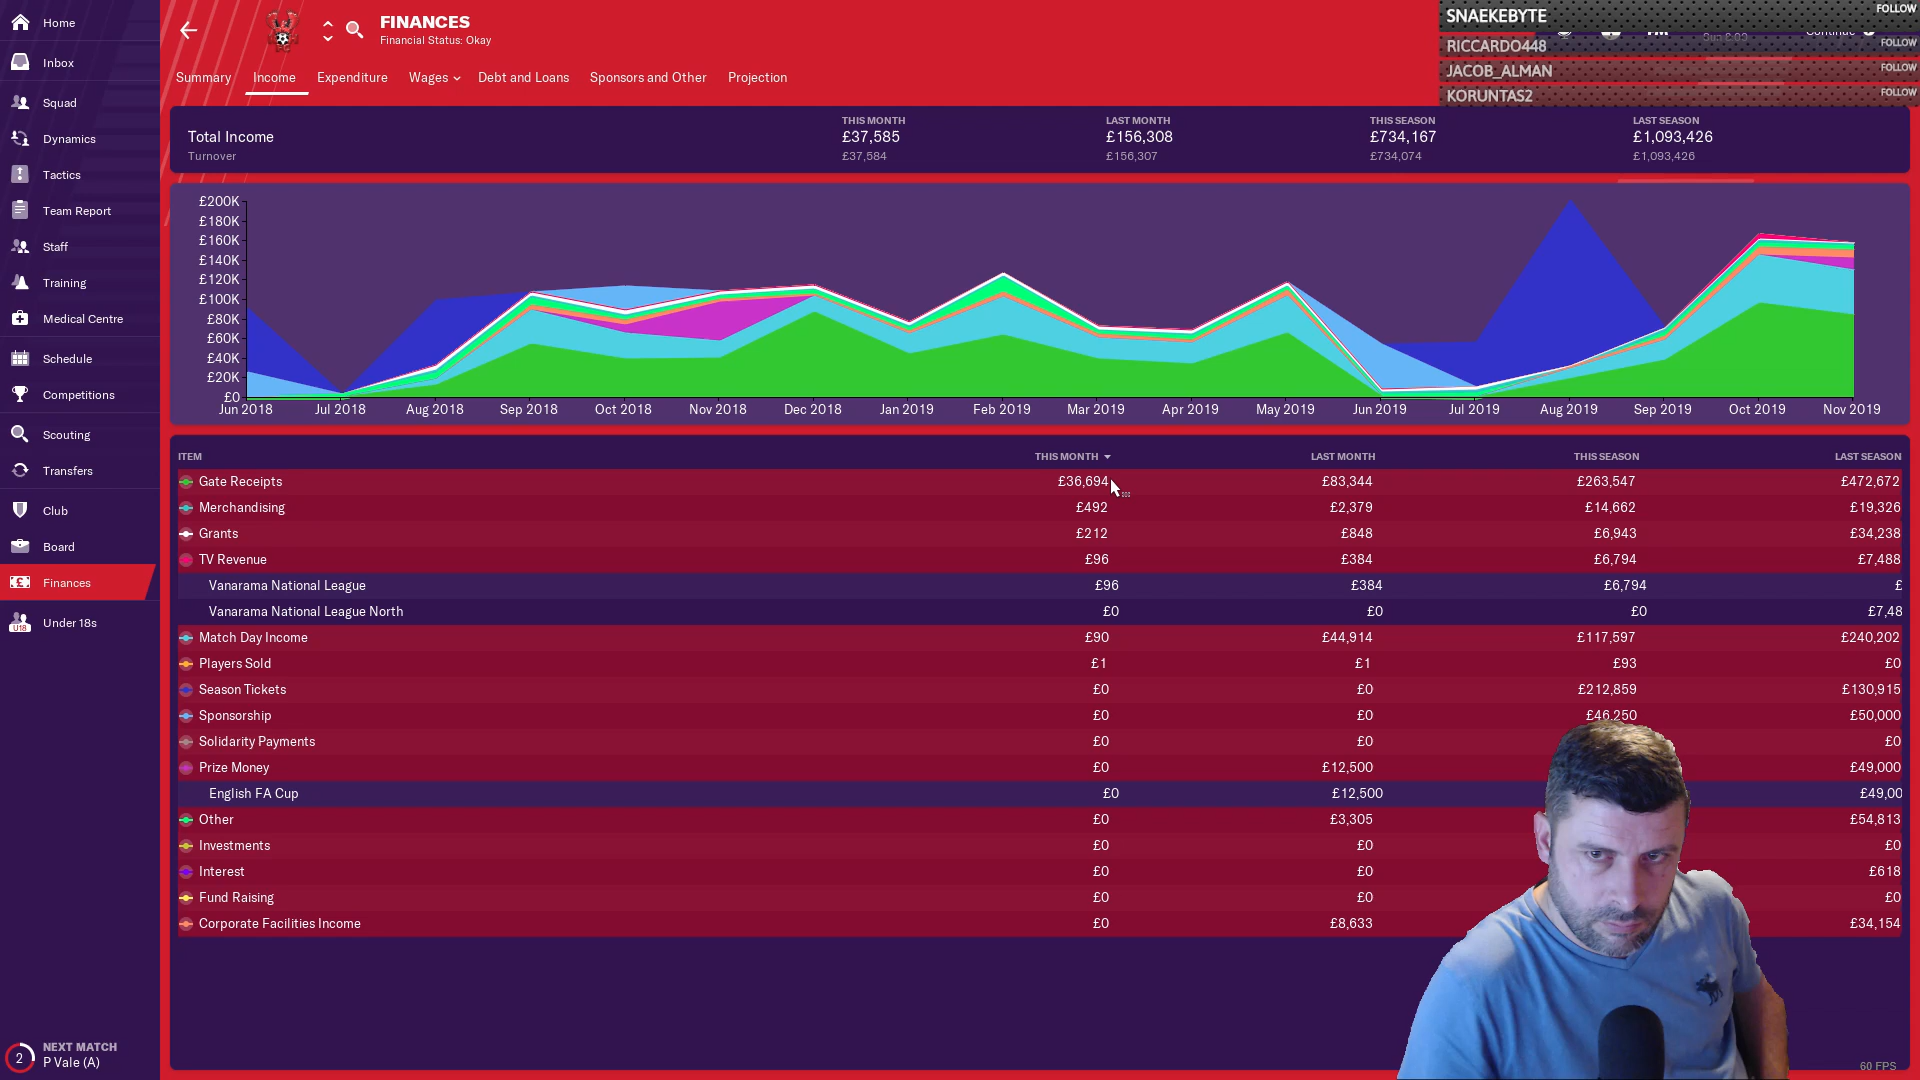 Home
Inbox
Squad
Dynamics
Tactics
Team Report
Staff
Training
Medical Centre
Schedule
Competitions
Scouting
Transfers
Club
Board
Finances
U18
Under 18s
2
NEXT MATCH
P Vale (A)
FINANCES
Financial Status: Okay
Summary
Income
Expenditure
Wages
Debt and Loans
Sponsors and Other
Projection
SNAEKEBYTE FOLLOW
RICCARDO448 FOLLOW
JACOB_ALMAN FOLLOW
KORUNTAS2 FOLLOW
THIS MONTH LAST MONTH THIS SEASON LAST SEASON
Total Income £37,585 £156,308 £734,167 £1,093,426
Turnover £37,584 £156,307 £734,074 £1,093,426
£200K
£180K
£160K
£140K
£120K
£100K
£80K
£60K
£40K
£20K
£0
Jun 2018 Jul 2018 Aug 2018 Sep 2018 Oct 2018 Nov 2018 Dec 2018 Jan 2019 Feb 2019 Mar 2019 Apr 2019 May 2019 Jun 2019 Jul 2019 Aug 2019 Sep 2019 Oct 2019 Nov 2019
ITEM THIS MONTH LAST MONTH THIS SEASON LAST SEASON
Gate Receipts £36,694 £83,344 £263,547 £472,672
Merchandising £492 £2,379 £14,662 £19,326
Grants £212 £848 £6,943 £34,238
TV Revenue £96 £384 £6,794 £7,488
Vanarama National League £96 £384 £6,794 £
Vanarama National League North £0 £0 £0 £7,48
Match Day Income £90 £44,914 £117,597 £240,202
Players Sold £1 £1 £93 £0
Season Tickets £0 £0 £212,859 £130,915
Sponsorship £0 £0 £46,250 £50,000
Solidarity Payments £0 £0 £0
Prize Money £0 £12,500 £49,000
English FA Cup £0 £12,500 £49,00
Other £0 £3,305 £54,813
Investments £0 £0 £0
Interest £0 £0 £618
Fund Raising £0 £0 £0
Corporate Facilities Income £0 £8,633 £34,154
60 FPS